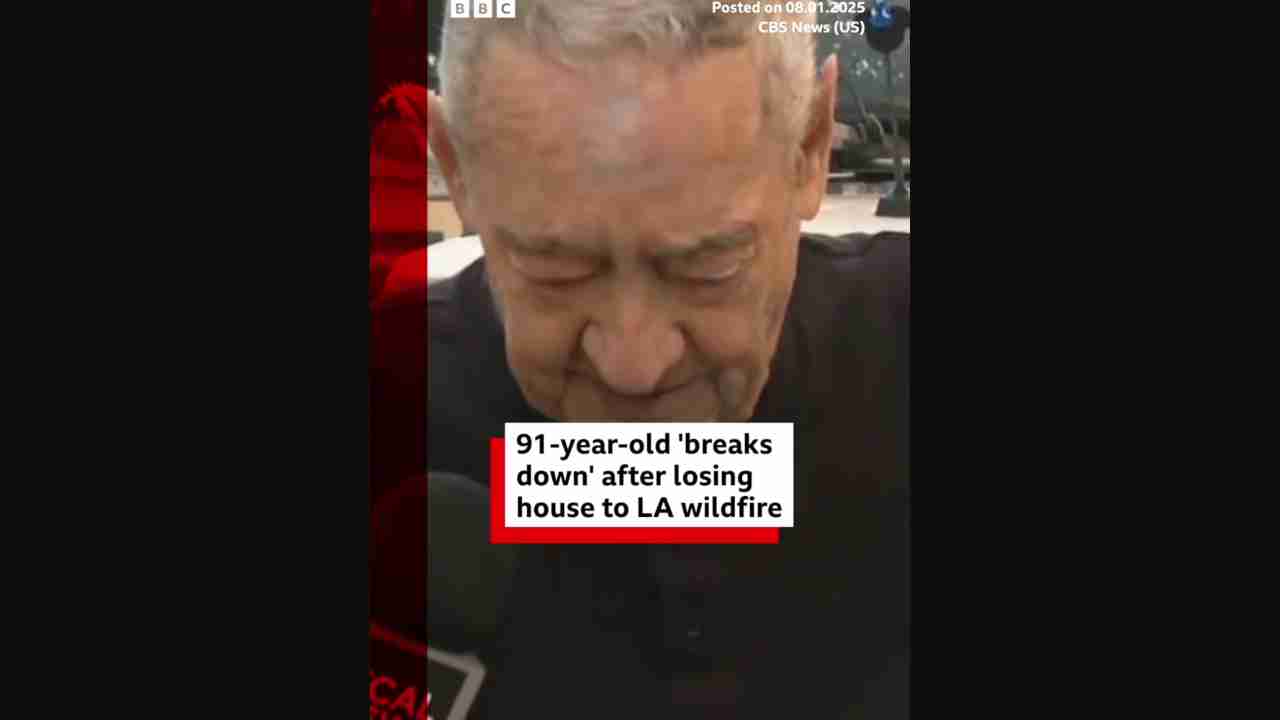 BBC
Posted on 08.01.2025
CBS News (US)
91-year-old 'breaks
down' after losing
house to LA wildfire
CAL